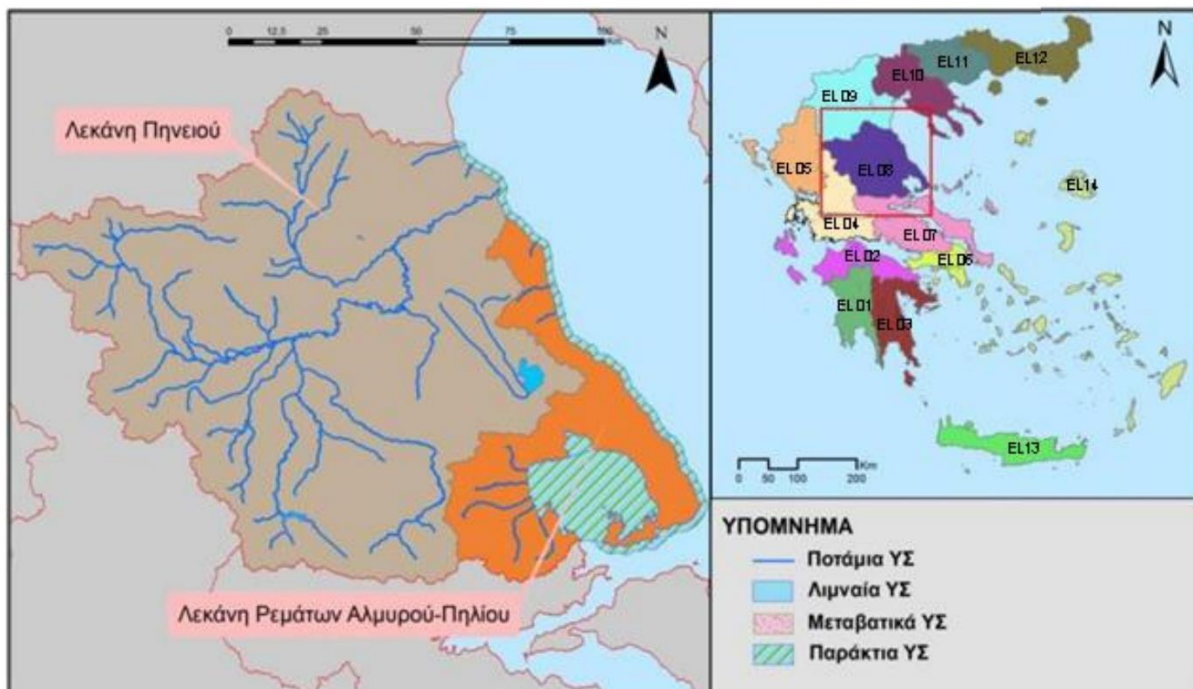 0 12.5 25 50 75 100
Km
N
Λεκάνη Πηνειού
Λεκάνη Ρεμάτων Αλμυρού-Πηλίου
N
EL12
EL11
EL10
EL09
EL05
EL08
EL14
EL04
EL07
EL02
EL06
EL01
EL03
EL13
0 50 100 200
Km
ΥΠΟΜΝΗΜΑ
Ποτάμια ΥΣ
Λιμναία ΥΣ
Μεταβατικά ΥΣ
Παράκτια ΥΣ